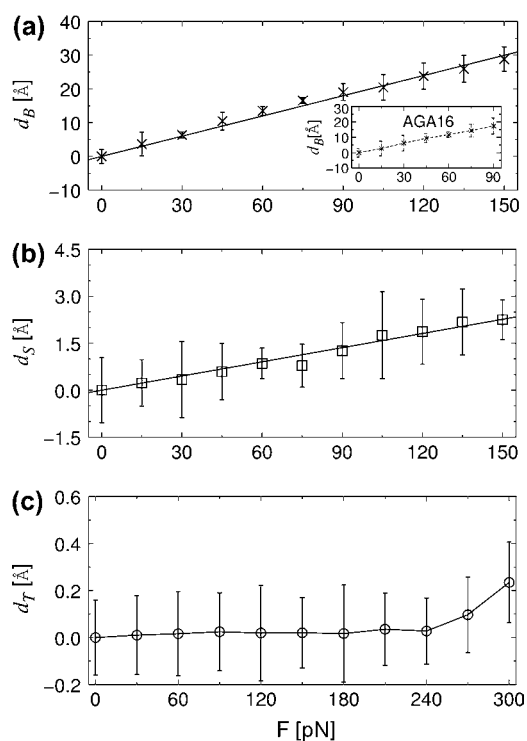 (a)
40
30
20
10
0
−10
d_B [Å]
AGA16
30
20
10
0
−10
d_B[Å]
0 30 60 90
0 30 60 90 120 150
(b)
4.5
3.0
1.5
0.0
−1.5
d_S [Å]
0 30 60 90 120 150
(c)
0.6
0.4
0.2
0.0
−0.2
d_T [Å]
0 60 120 180 240 300
F [pN]